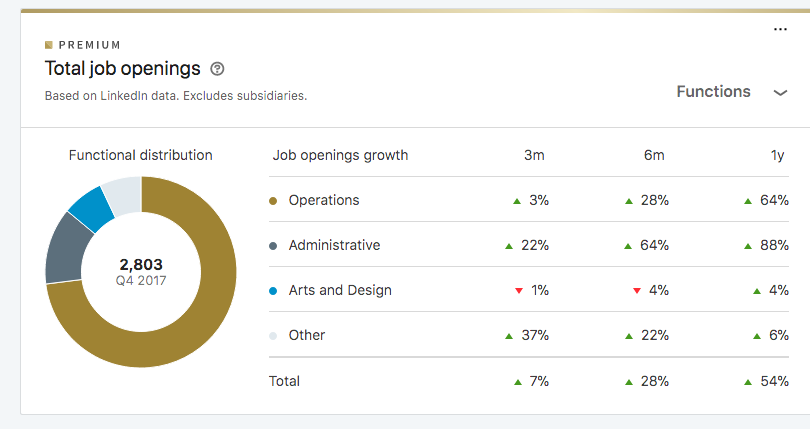 PREMIUM
Total job openings ?
Based on LinkedIn data. Excludes subsidiaries.
Functions
Functional distribution
2,803
Q4 2017
Job openings growth 3m 6m 1y
Operations 3% 28% 64%
Administrative 22% 64% 88%
Arts and Design 1% 4% 4%
Other 37% 22% 6%
Total 7% 28% 54%